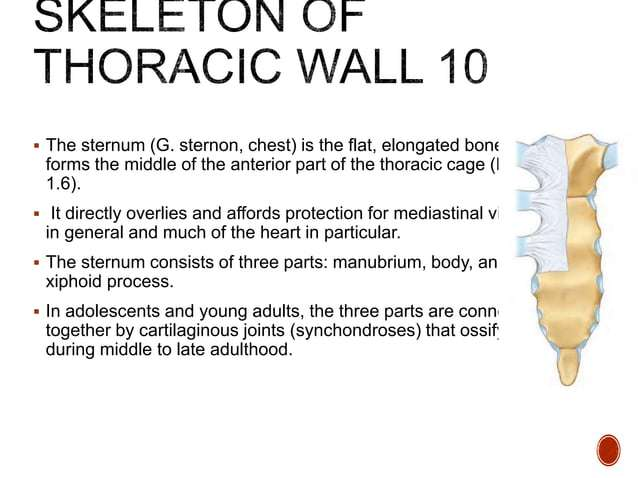 SKELETON OF
THORACIC WALL 10
▪ The sternum (G. sternon, chest) is the flat, elongated bone
forms the middle of the anterior part of the thoracic cage (
1.6).
▪ It directly overlies and affords protection for mediastinal
in general and much of the heart in particular.
▪ The sternum consists of three parts: manubrium, body,
xiphoid process.
▪ In adolescents and young adults, the three parts are
together by cartilaginous joints (synchondroses) that
during middle to late adulthood.